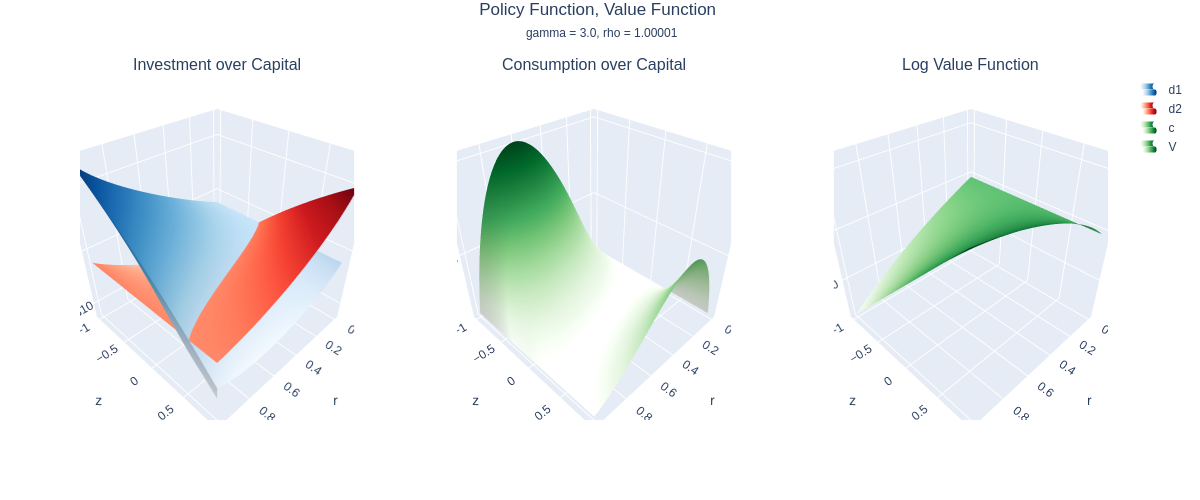 Policy Function, Value Function
gamma = 3.0, rho = 1.00001
Investment over Capital
Consumption over Capital
Log Value Function
d1
d2
c
V
10
−1
−0.5
0
0.5
z
0
0.2
0.4
0.6
0.8
r
−1
−0.5
0
0.5
z
0
0.2
0.4
0.6
0.8
r
0
−1
−0.5
0
0.5
z
0
0.2
0.4
0.6
0.8
r